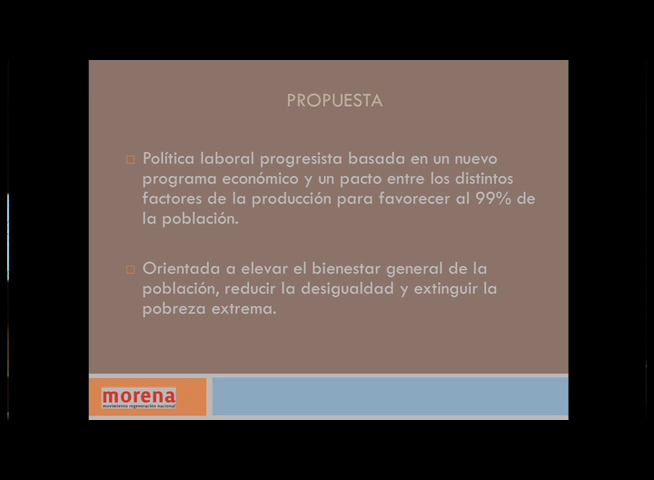 PROPUESTA
Política laboral progresista basada en un nuevo
programa económico y un pacto entre los distintos
factores de la producción para favorecer al 99% de
la población.
Orientada a elevar el bienestar general de la
población, reducir la desigualdad y extinguir la
pobreza extrema.
morena
movimiento regeneración nacional